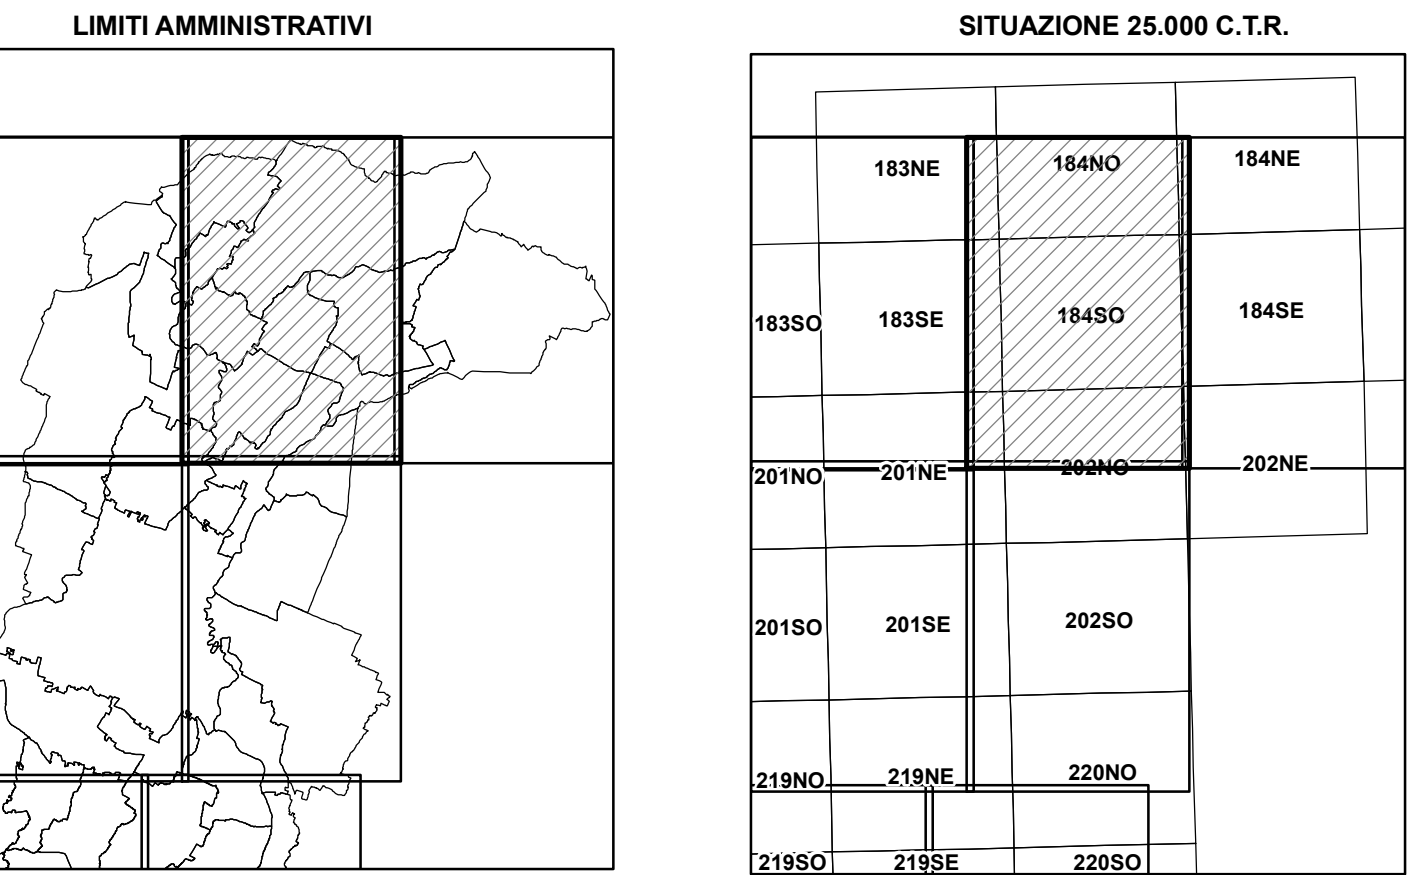 LIMITI AMMINISTRATIVI
SITUAZIONE 25.000 C.T.R.
183NE
184NO
184NE
183SO
183SE
184SO
184SE
201NO
201NE
202NO
202NE
201SO
201SE
202SO
219NO
219NE
220NO
219SO
219SE
220SO